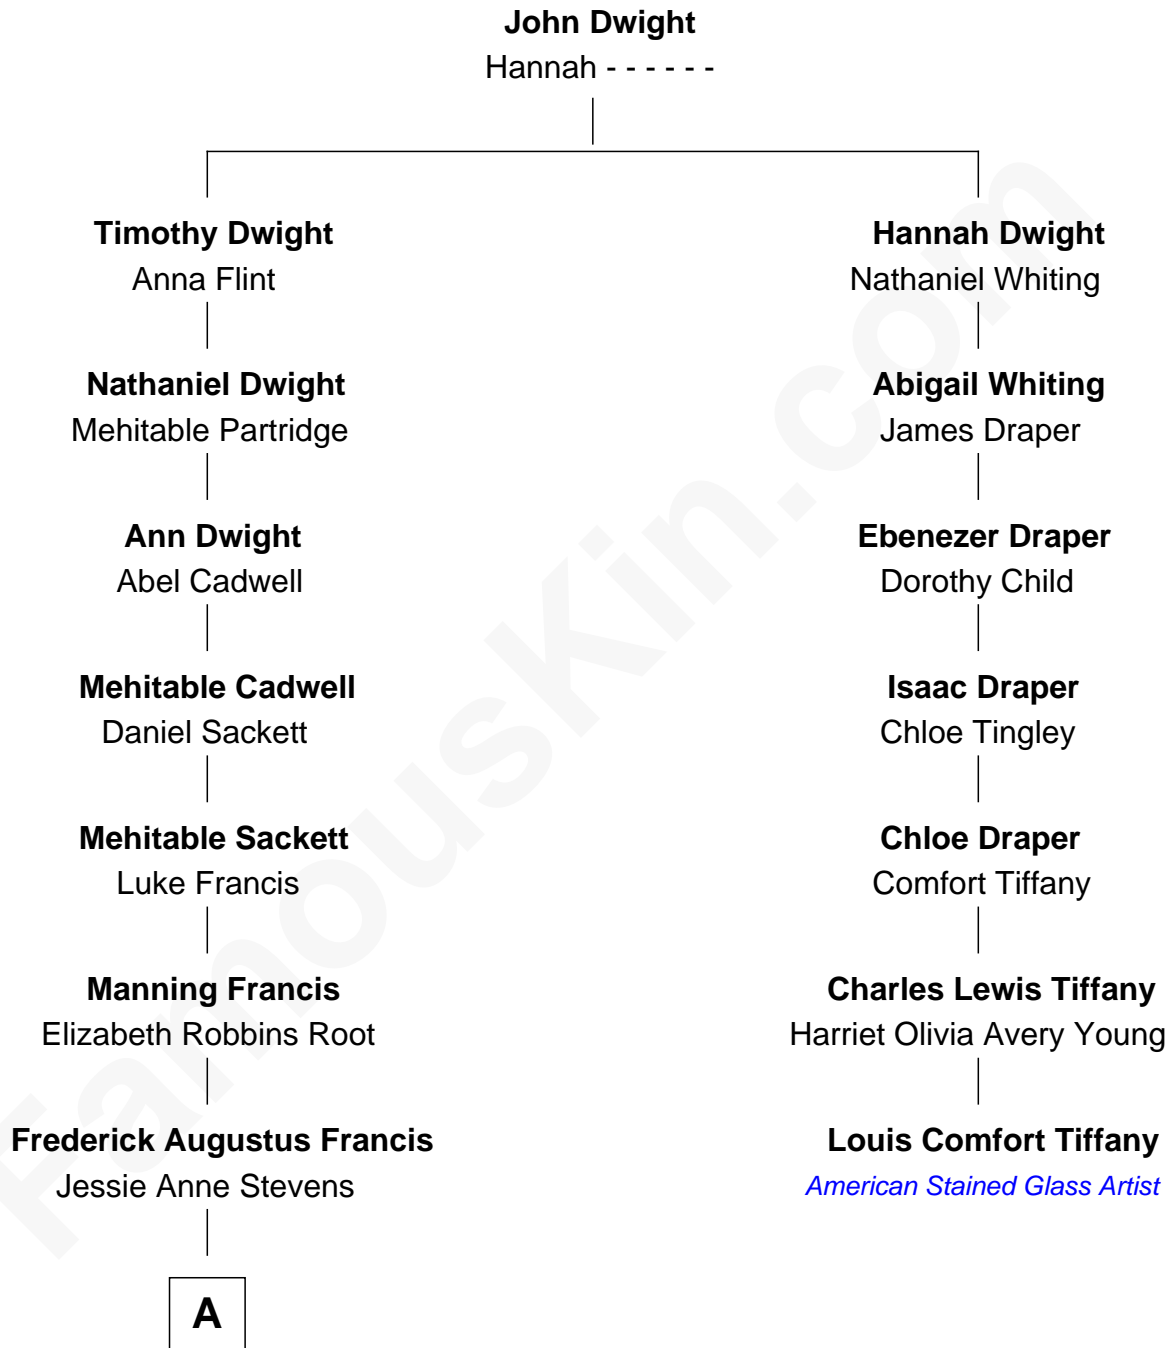 John Dwight
Hannah - - - - - -
Timothy Dwight
Anna Flint
Nathaniel Dwight
Mehitable Partridge
Ann Dwight
Abel Cadwell
Mehitable Cadwell
Daniel Sackett
Mehitable Sackett
Luke Francis
Manning Francis
Elizabeth Robbins Root
Frederick Augustus Francis
Jessie Anne Stevens
A
Hannah Dwight
Nathaniel Whiting
Abigail Whiting
James Draper
Ebenezer Draper
Dorothy Child
Isaac Draper
Chloe Tingley
Chloe Draper
Comfort Tiffany
Charles Lewis Tiffany
Harriet Olivia Avery Young
Louis Comfort Tiffany
American Stained Glass Artist
FamousKin.com